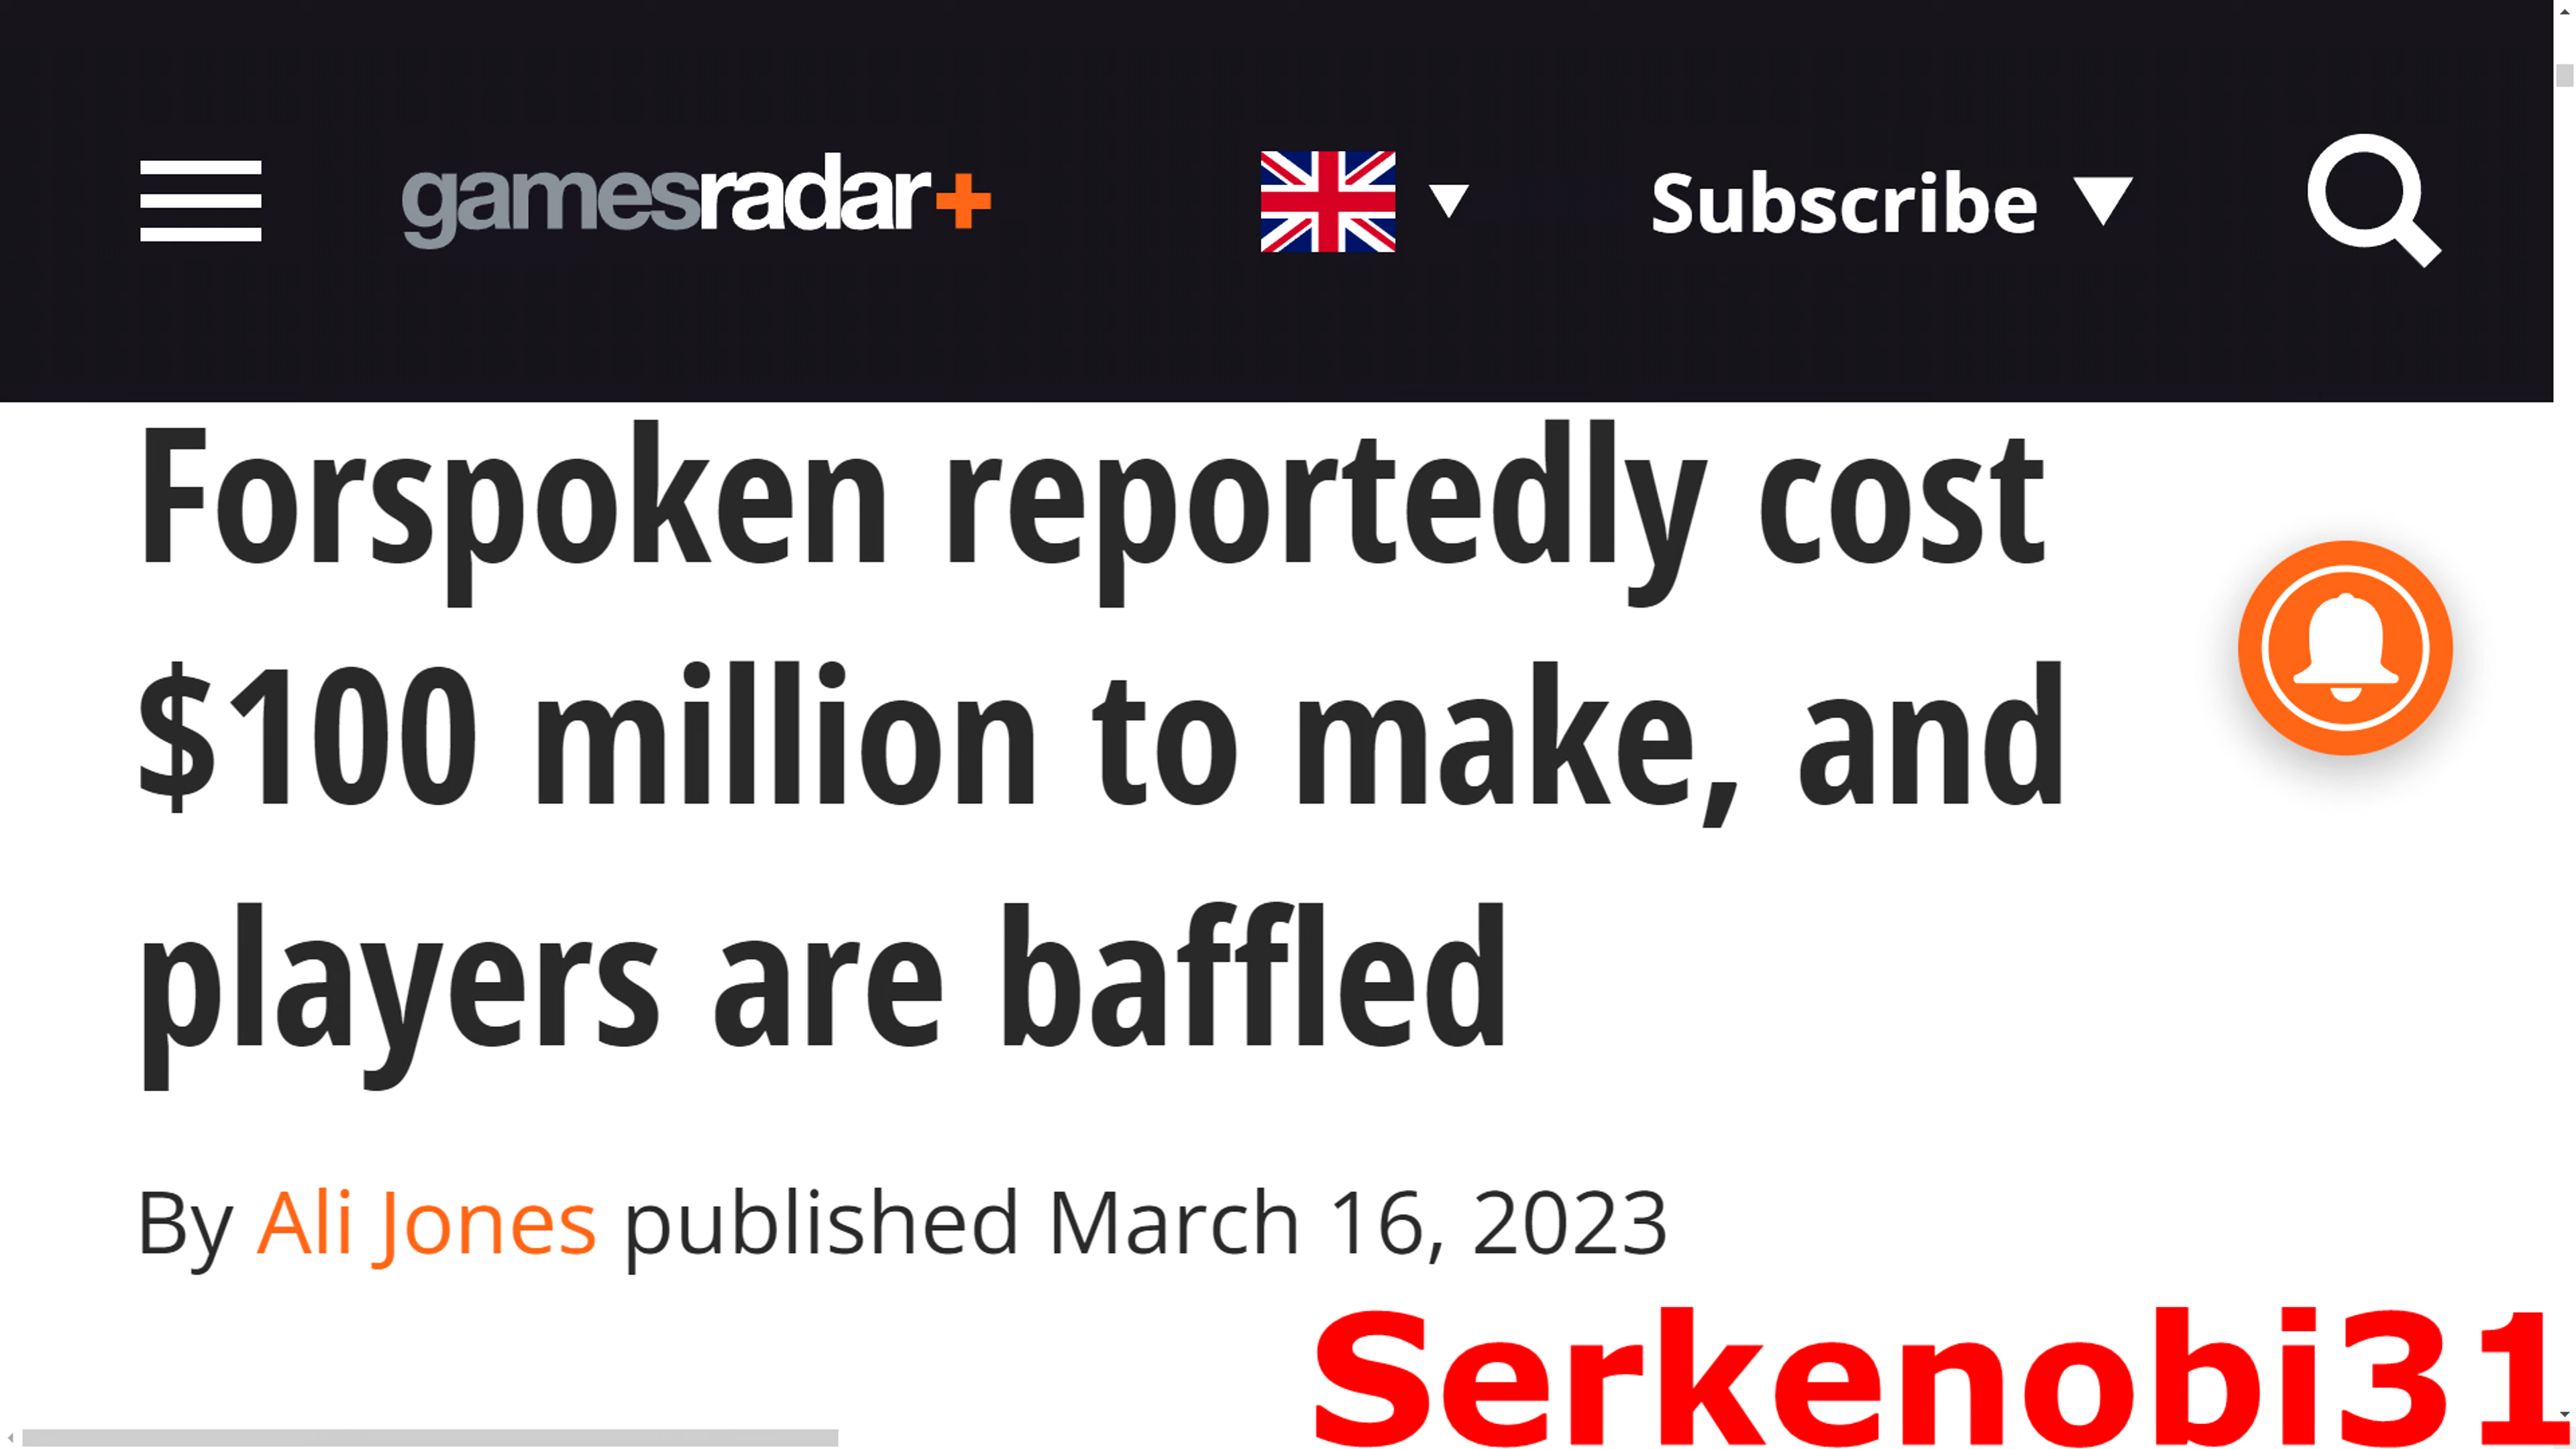 gamesradar+
Subscribe
Forspoken reportedly cost
$100 million to make, and
players are baffled
By Ali Jones published March 16, 2023
Serkenobi31